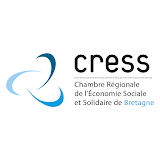 cress
Chambre Régionale
de l'Économie Sociale
et Solidaire de Bretagne